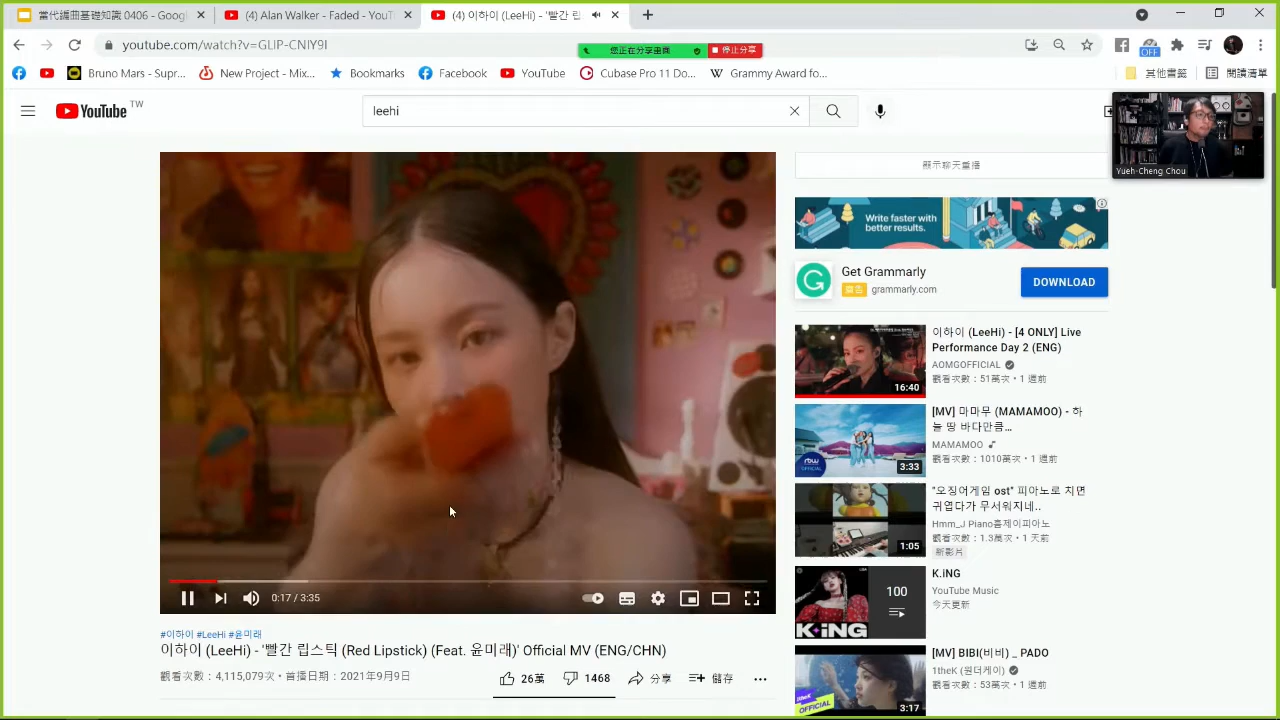 當代編曲基礎知識 0406 - Googl
(4) Alan Walker - Faded - YouT
(4) 이하이 (LeeHi) - '빨간 립
youtube.com/watch?v=GLIP-CNIY9I
您正在分享畫面
停止分享
OFF
Bruno Mars - Supr...
New Project - Mix...
Bookmarks
Facebook
YouTube
Cubase Pro 11 Do...
Grammy Award fo...
其他書籤
閱讀清單
YouTube TW
leehi
Yueh-Cheng Chou
顯示聊天重播
Write faster with
better results.
Get Grammarly
廣告 grammarly.com
DOWNLOAD
이하이 (LeeHi) - [4 ONLY] Live
Performance Day 2 (ENG)
AOMGOFFICIAL
觀看次數：51萬次・1 週前
16:40
[MV] 마마무 (MAMAMOO) - 하
늘 땅 바다만큼…
MAMAMOO
觀看次數：1010萬次・1 週前
rbw
OFFICIAL
3:33
"오징어게임 ost" 피아노로 치면
귀엽다가 무서워지네..
Hmm_J Piano흠제이피아노
觀看次數：1.3萬次・1 天前
新影片
1:05
K.iNG
YouTube Music
今天更新
100
K•iNG
[MV] BIBI(비비) _ PADO
1theK (원더케이)
觀看次數：53萬次・1 週前
OFFICIAL
3:17
0:17 / 3:35
#이하이 #LeeHi #윤미래
이하이 (LeeHi) - '빨간 립스틱 (Red Lipstick) (Feat. 윤미래)' Official MV (ENG/CHN)
觀看次數：4,115,079次・首播日期：2021年9月9日
26萬
1468
分享
儲存